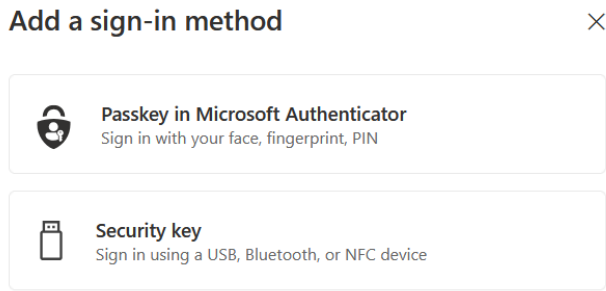 Add a sign-in method
Passkey in Microsoft Authenticator
Sign in with your face, fingerprint, PIN
Security key
Sign in using a USB, Bluetooth, or NFC device